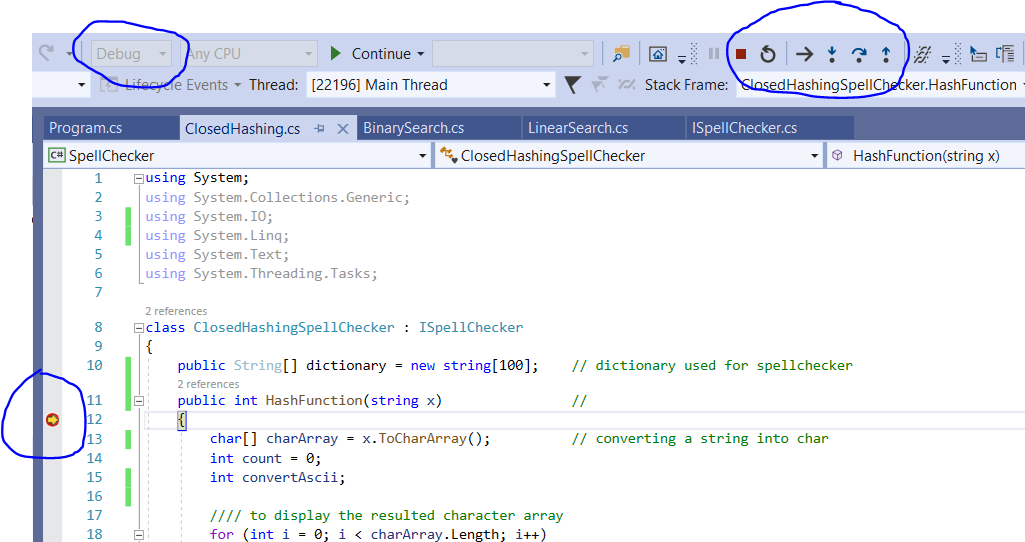 Debug Any CPU Continue
Lifecycle Events Thread: [22196] Main Thread Stack Frame: ClosedHashingSpellChecker.HashFunction
Program.cs ClosedHashing.cs BinarySearch.cs LinearSearch.cs ISpellChecker.cs
C# SpellChecker ClosedHashingSpellChecker HashFunction(string x)
1 using System;
2 using System.Collections.Generic;
3 using System.IO;
4 using System.Linq;
5 using System.Text;
6 using System.Threading.Tasks;
7
2 references
8 class ClosedHashingSpellChecker : ISpellChecker
9 {
10 public String[] dictionary = new string[100]; // dictionary used for spellchecker
2 references
11 public int HashFunction(string x) //
12 {
13 char[] charArray = x.ToCharArray(); // converting a string into char
14 int count = 0;
15 int convertAscii;
16
17 //// to display the resulted character array
18 for (int i = 0; i < charArray.Length; i++)